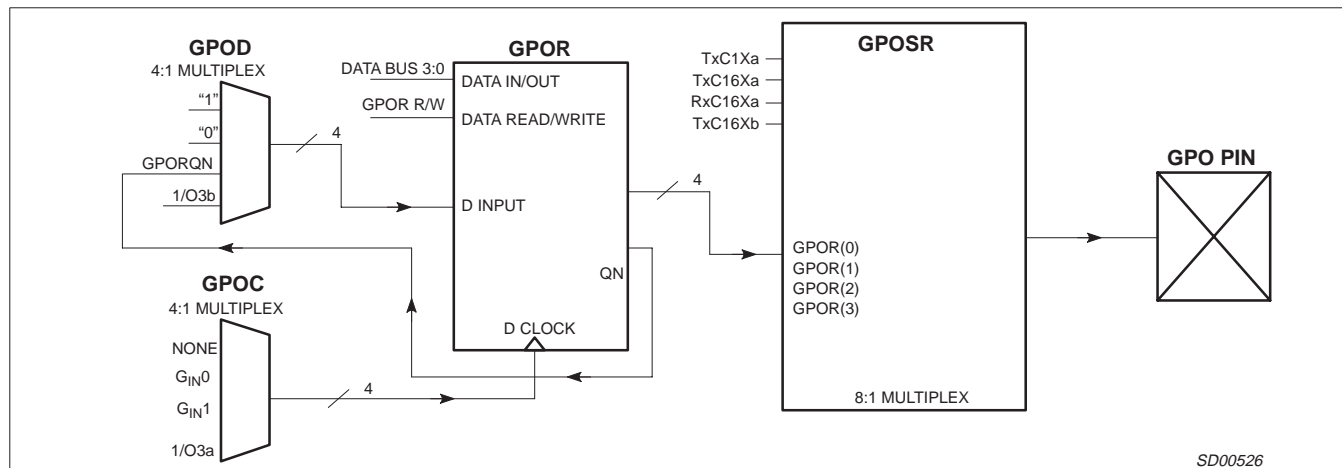 GPOD
4:1 MULTIPLEX
“1”
“0”
GPORQN
1/O3b
4
GPOC
4:1 MULTIPLEX
NONE
GIN0
GIN1
1/O3a
4
GPOR
DATA BUS 3:0
DATA IN/OUT
GPOR R/W
DATA READ/WRITE
D INPUT
QN
D CLOCK
4
GPOSR
TxC1Xa
TxC16Xa
RxC16Xa
TxC16Xb
GPOR(0)
GPOR(1)
GPOR(2)
GPOR(3)
8:1 MULTIPLEX
GPO PIN
SD00526